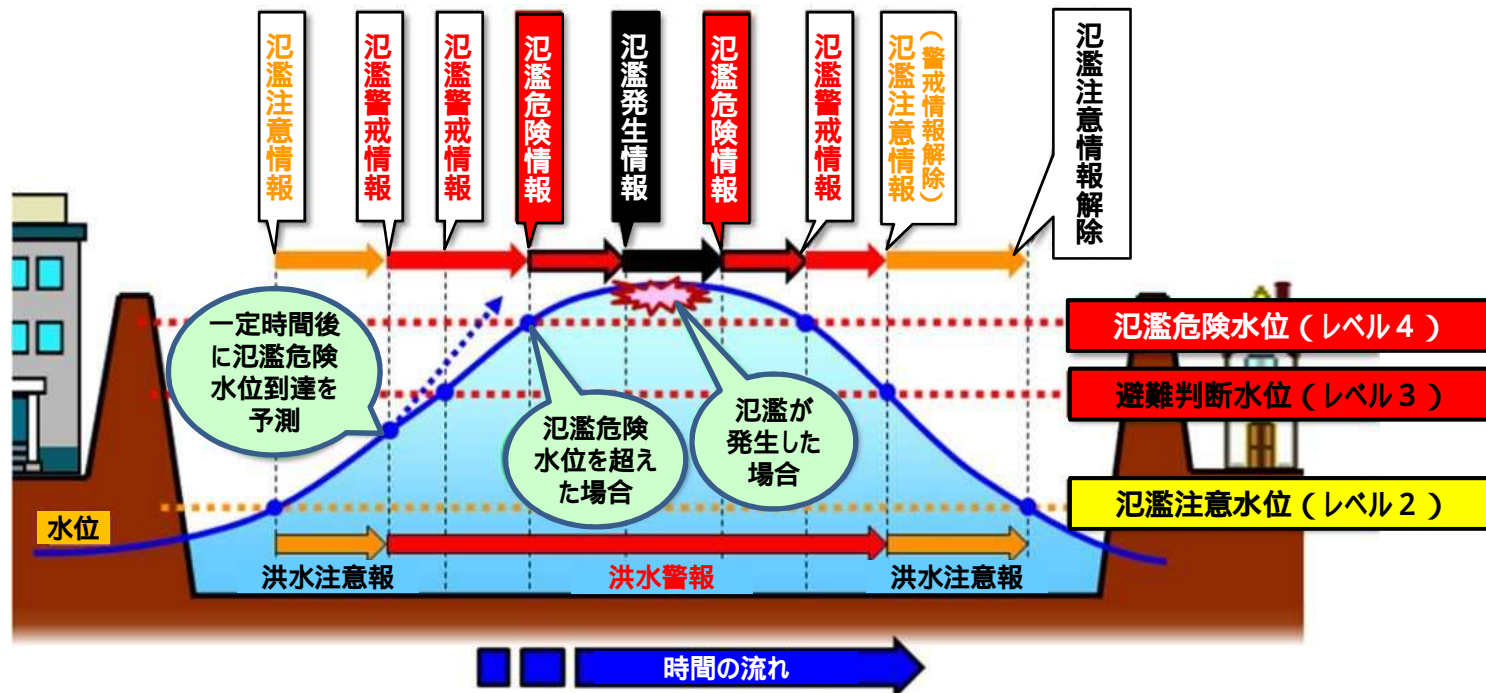 氾濫注意情報
氾濫警戒情報
氾濫警戒情報
氾濫危険情報
氾濫発生情報
氾濫危険情報
氾濫警戒情報
氾濫注意情報
（警戒情報解除）
氾濫注意情報解除
一定時間後
に氾濫危険
水位到達を
予測
氾濫危険
水位を超え
た場合
氾濫が
発生した
場合
氾濫危険水位（レベル４）
避難判断水位（レベル３）
氾濫注意水位（レベル２）
水位
洪水注意報
洪水警報
洪水注意報
時間の流れ